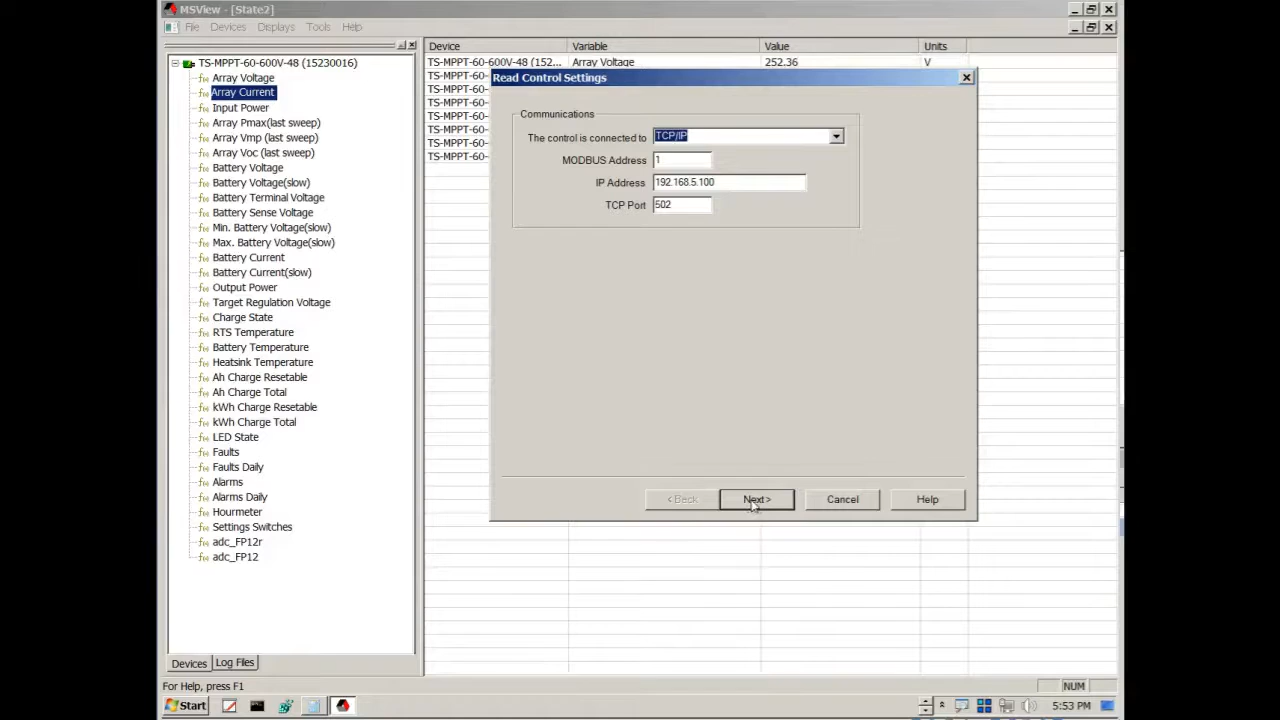 MSView - [State2]
File Devices Displays Tools Help
TS-MPPT-60-600V-48 (15230016)
Array Voltage
Array Current
Input Power
Array Pmax(last sweep)
Array Vmp (last sweep)
Array Voc (last sweep)
Battery Voltage
Battery Voltage(slow)
Battery Terminal Voltage
Battery Sense Voltage
Min. Battery Voltage(slow)
Max. Battery Voltage(slow)
Battery Current
Battery Current(slow)
Output Power
Target Regulation Voltage
Charge State
RTS Temperature
Battery Temperature
Heatsink Temperature
Ah Charge Resetable
Ah Charge Total
kWh Charge Resetable
kWh Charge Total
LED State
Faults
Faults Daily
Alarms
Alarms Daily
Hourmeter
Settings Switches
adc_FP12r
adc_FP12
Devices Log Files
Device Variable Value Units
TS-MPPT-60-600V-48 (152... Array Voltage 252.36 V
TS-MPPT-60-
TS-MPPT-60-
TS-MPPT-60-
TS-MPPT-60-
TS-MPPT-60-
TS-MPPT-60-
TS-MPPT-60-
Read Control Settings
Communications
The control is connected to TCP/IP
MODBUS Address 1
IP Address 192.168.5.100
TCP Port 502
< Back Next > Cancel Help
For Help, press F1 NUM
Start 5:53 PM